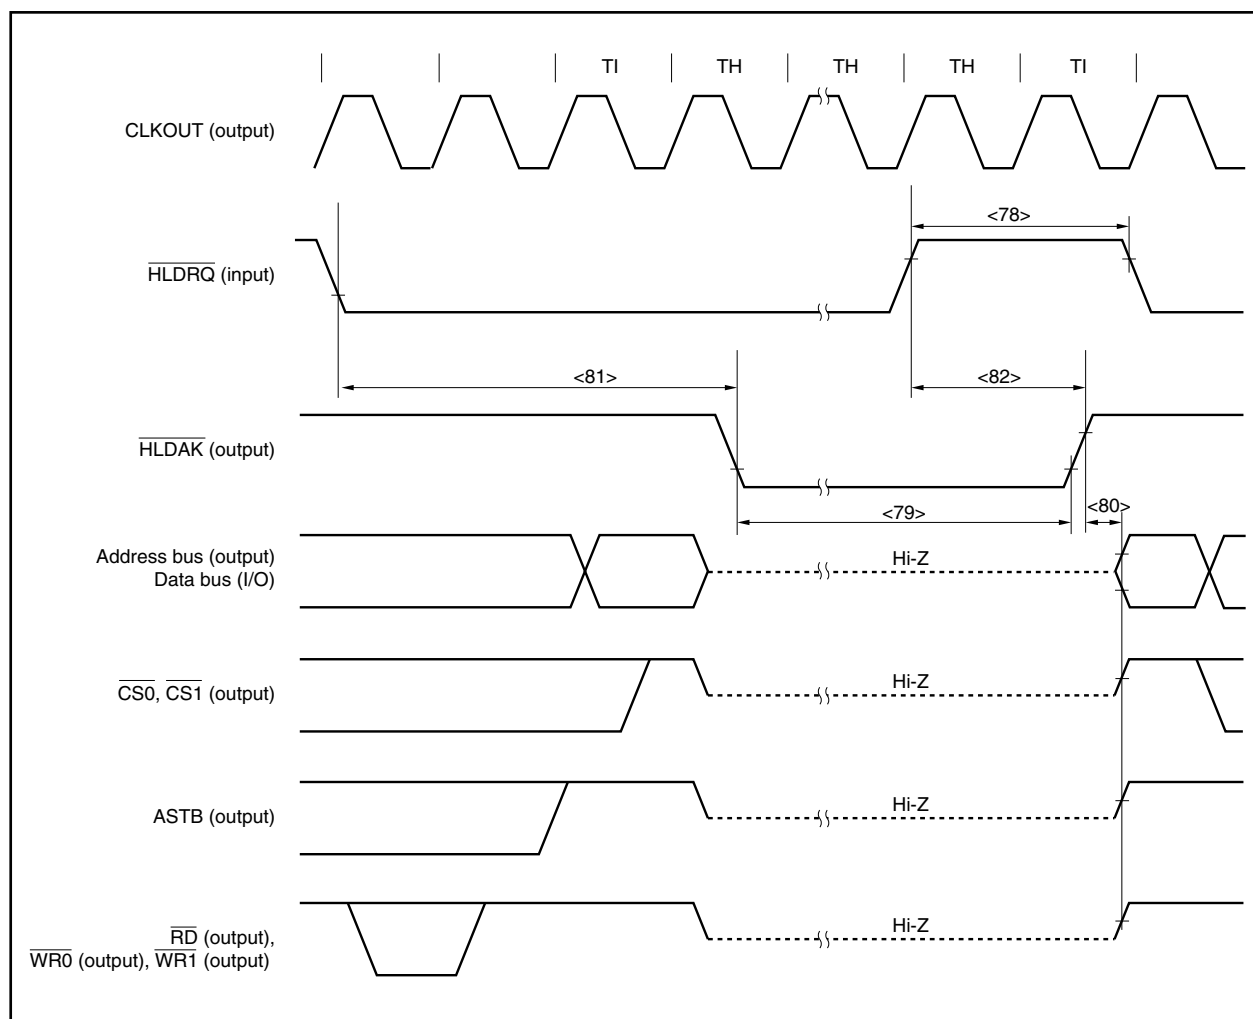 TI TH TH TH TI
CLKOUT (output)
<78>
HLDRQ (input)
<81> <82>
HLDAK (output)
<79> <80>
Address bus (output)
Data bus (I/O)
Hi-Z
CS0, CS1 (output)
Hi-Z
ASTB (output)
Hi-Z
RD (output),
WR0 (output), WR1 (output)
Hi-Z